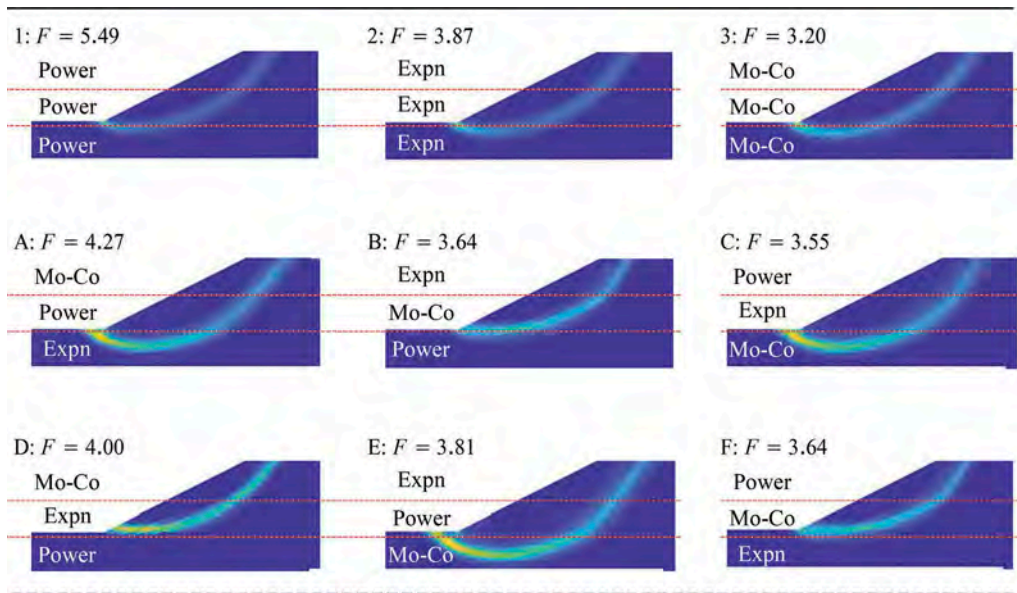 1: F = 5.49
Power
Power
Power
2: F = 3.87
Expn
Expn
Expn
3: F = 3.20
Mo-Co
Mo-Co
Mo-Co
A: F = 4.27
Mo-Co
Power
Expn
B: F = 3.64
Expn
Mo-Co
Power
C: F = 3.55
Power
Expn
Mo-Co
D: F = 4.00
Mo-Co
Expn
Power
E: F = 3.81
Expn
Power
Mo-Co
F: F = 3.64
Power
Mo-Co
Expn